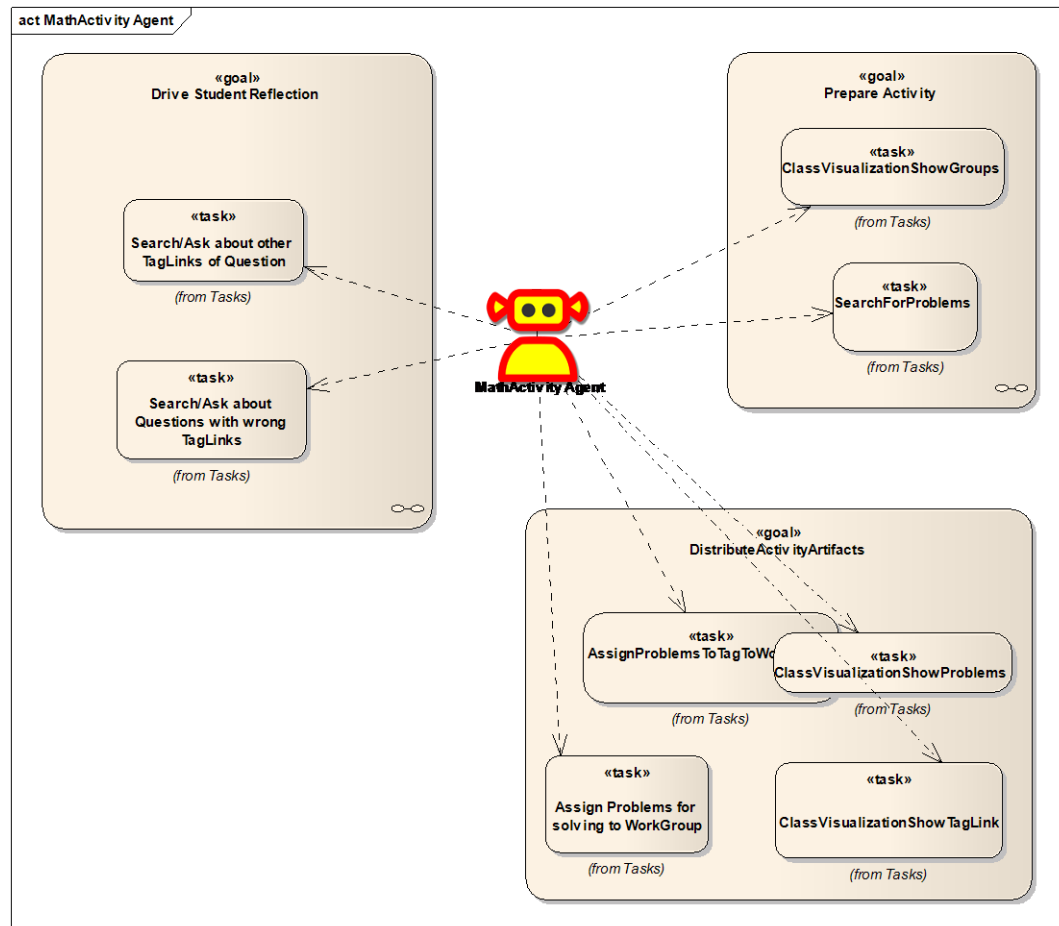 act MathActivity Agent
«goal»
Drive Student Reflection
«task»
Search/Ask about other
TagLinks of Question
(from Tasks)
«task»
Search/Ask about
Questions with wrong
TagLinks
(from Tasks)
«goal»
Prepare Activity
«task»
ClassVisualizationShowGroups
(from Tasks)
«task»
SearchForProblems
(from Tasks)
MathActivity Agent
«goal»
DistributeActivityArtifacts
«task»
(from Tasks)
«task»
ClassVisualizationShowProblems
(from Tasks)
«task»
Assign Problems for
solving to WorkGroup
(from Tasks)
«task»
ClassVisualizationShowTagLink
(from Tasks)